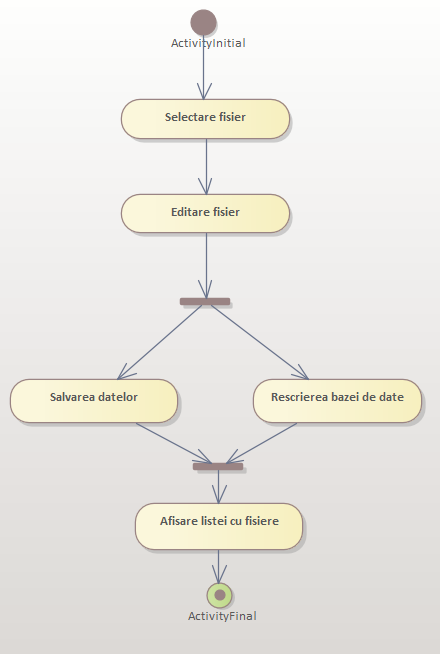 ActivityInitial
Selectare fisier
Editare fisier
Salvarea datelor
Rescrierea bazei de date
Afisare listei cu fisiere
ActivityFinal